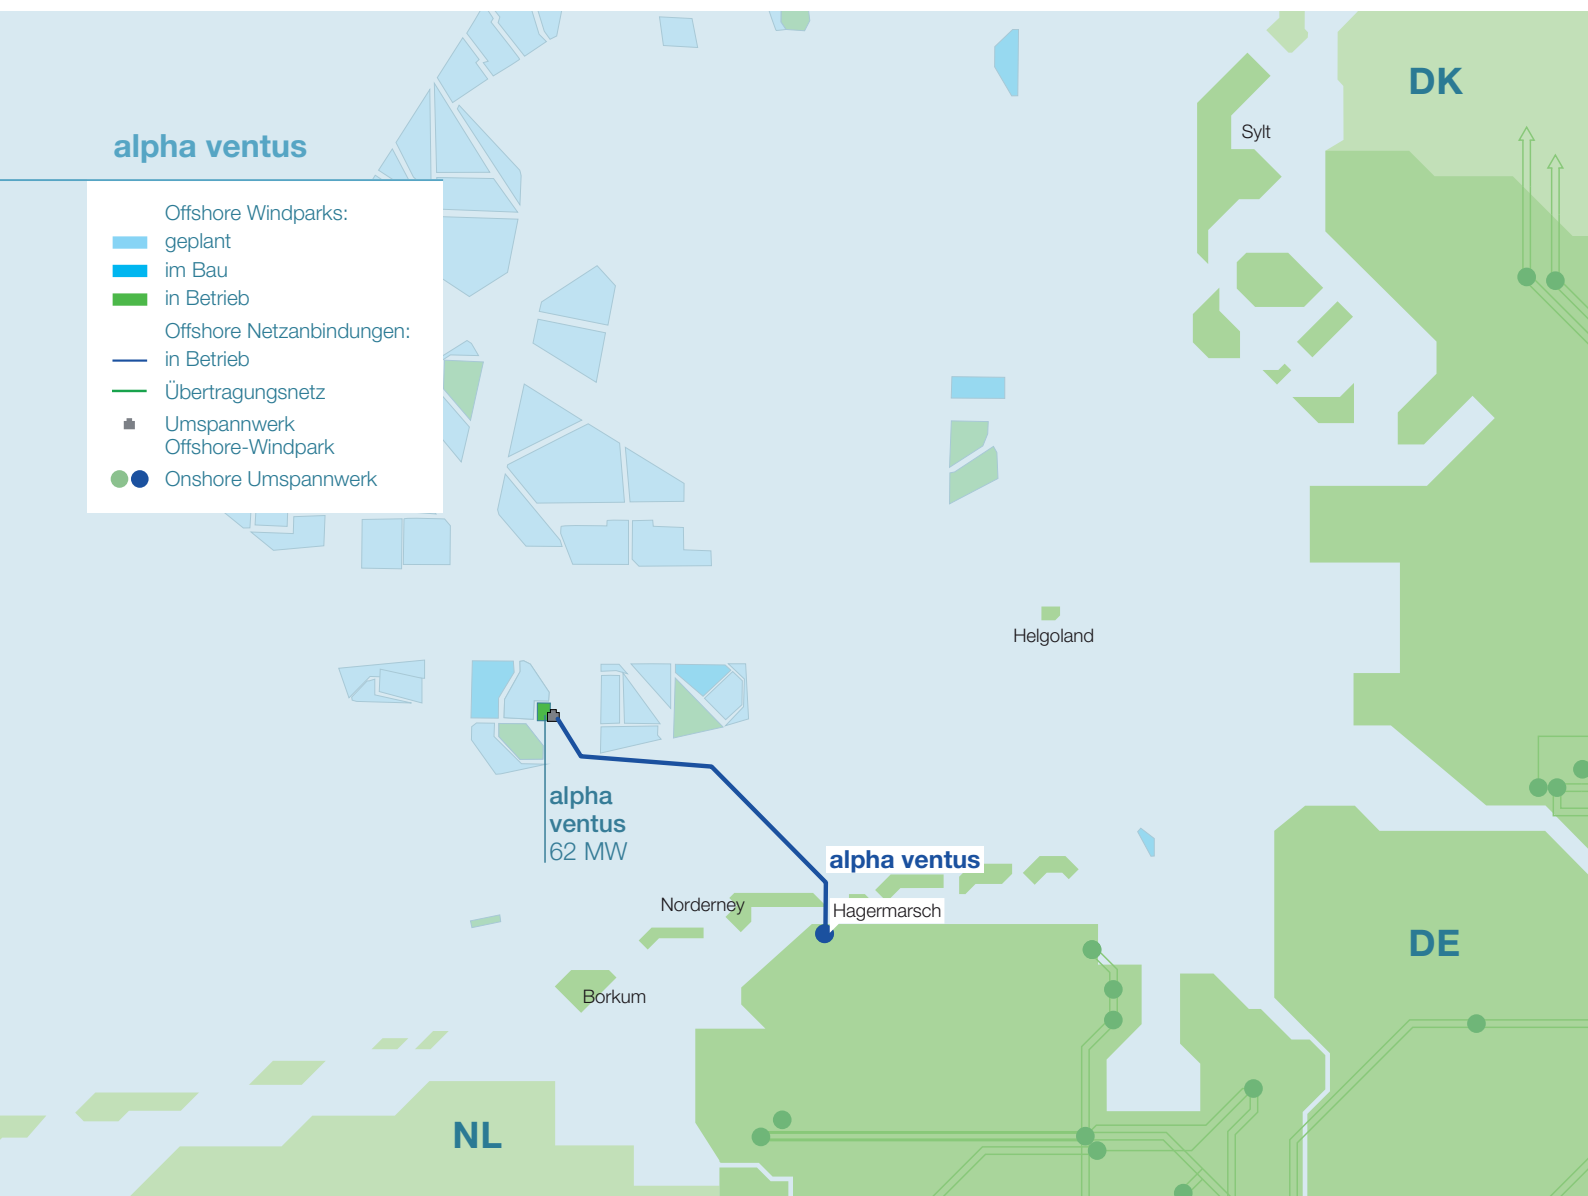 alpha ventus
Offshore Windparks:
geplant
im Bau
in Betrieb
Offshore Netzanbindungen:
in Betrieb
Übertragungsnetz
Umspannwerk
Offshore-Windpark
Onshore Umspannwerk
DK
Sylt
Helgoland
alpha
ventus
62 MW
alpha ventus
Norderney
Hagermarsch
DE
Borkum
NL